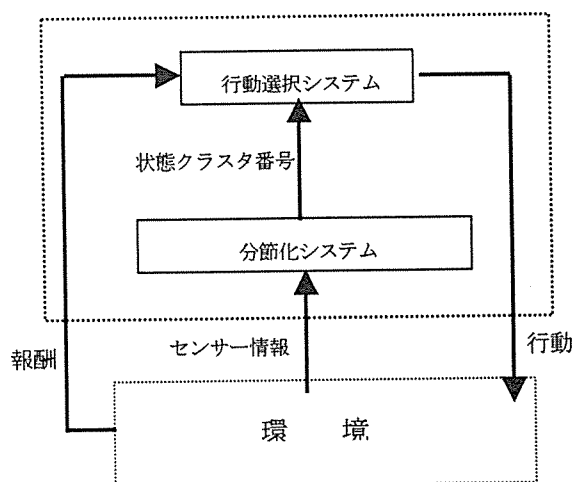 行動選択システム
状態クラスタ番号
分節化システム
センサー情報
報酬
行動
環 境